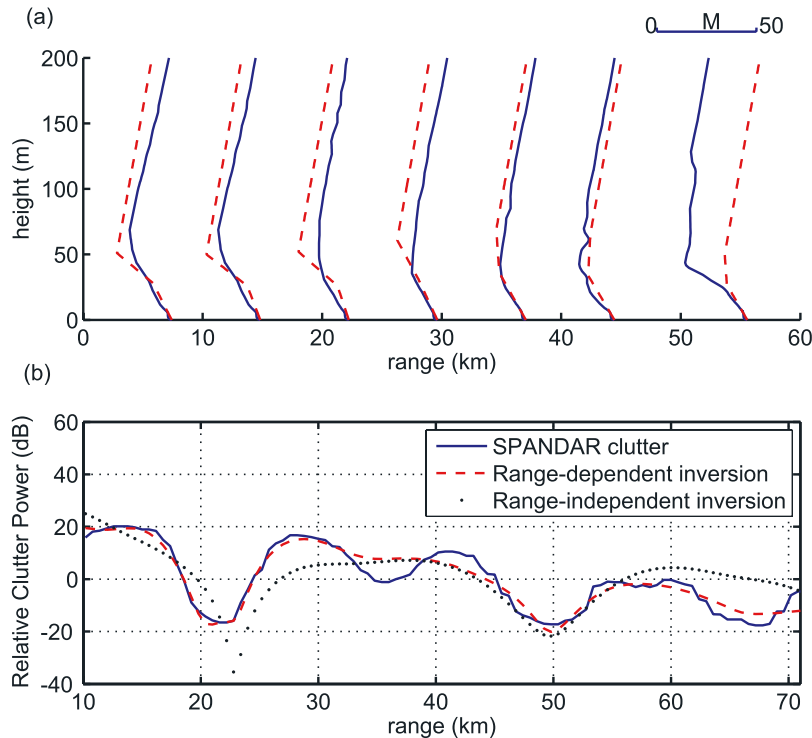 (a)
0 M 50
200
150
100
50
0
height (m)
0 10 20 30 40 50 60
range (km)
(b)
60
40
20
0
-20
-40
Relative Clutter Power (dB)
SPANDAR clutter
Range-dependent inversion
Range-independent inversion
10 20 30 40 50 60 70
range (km)